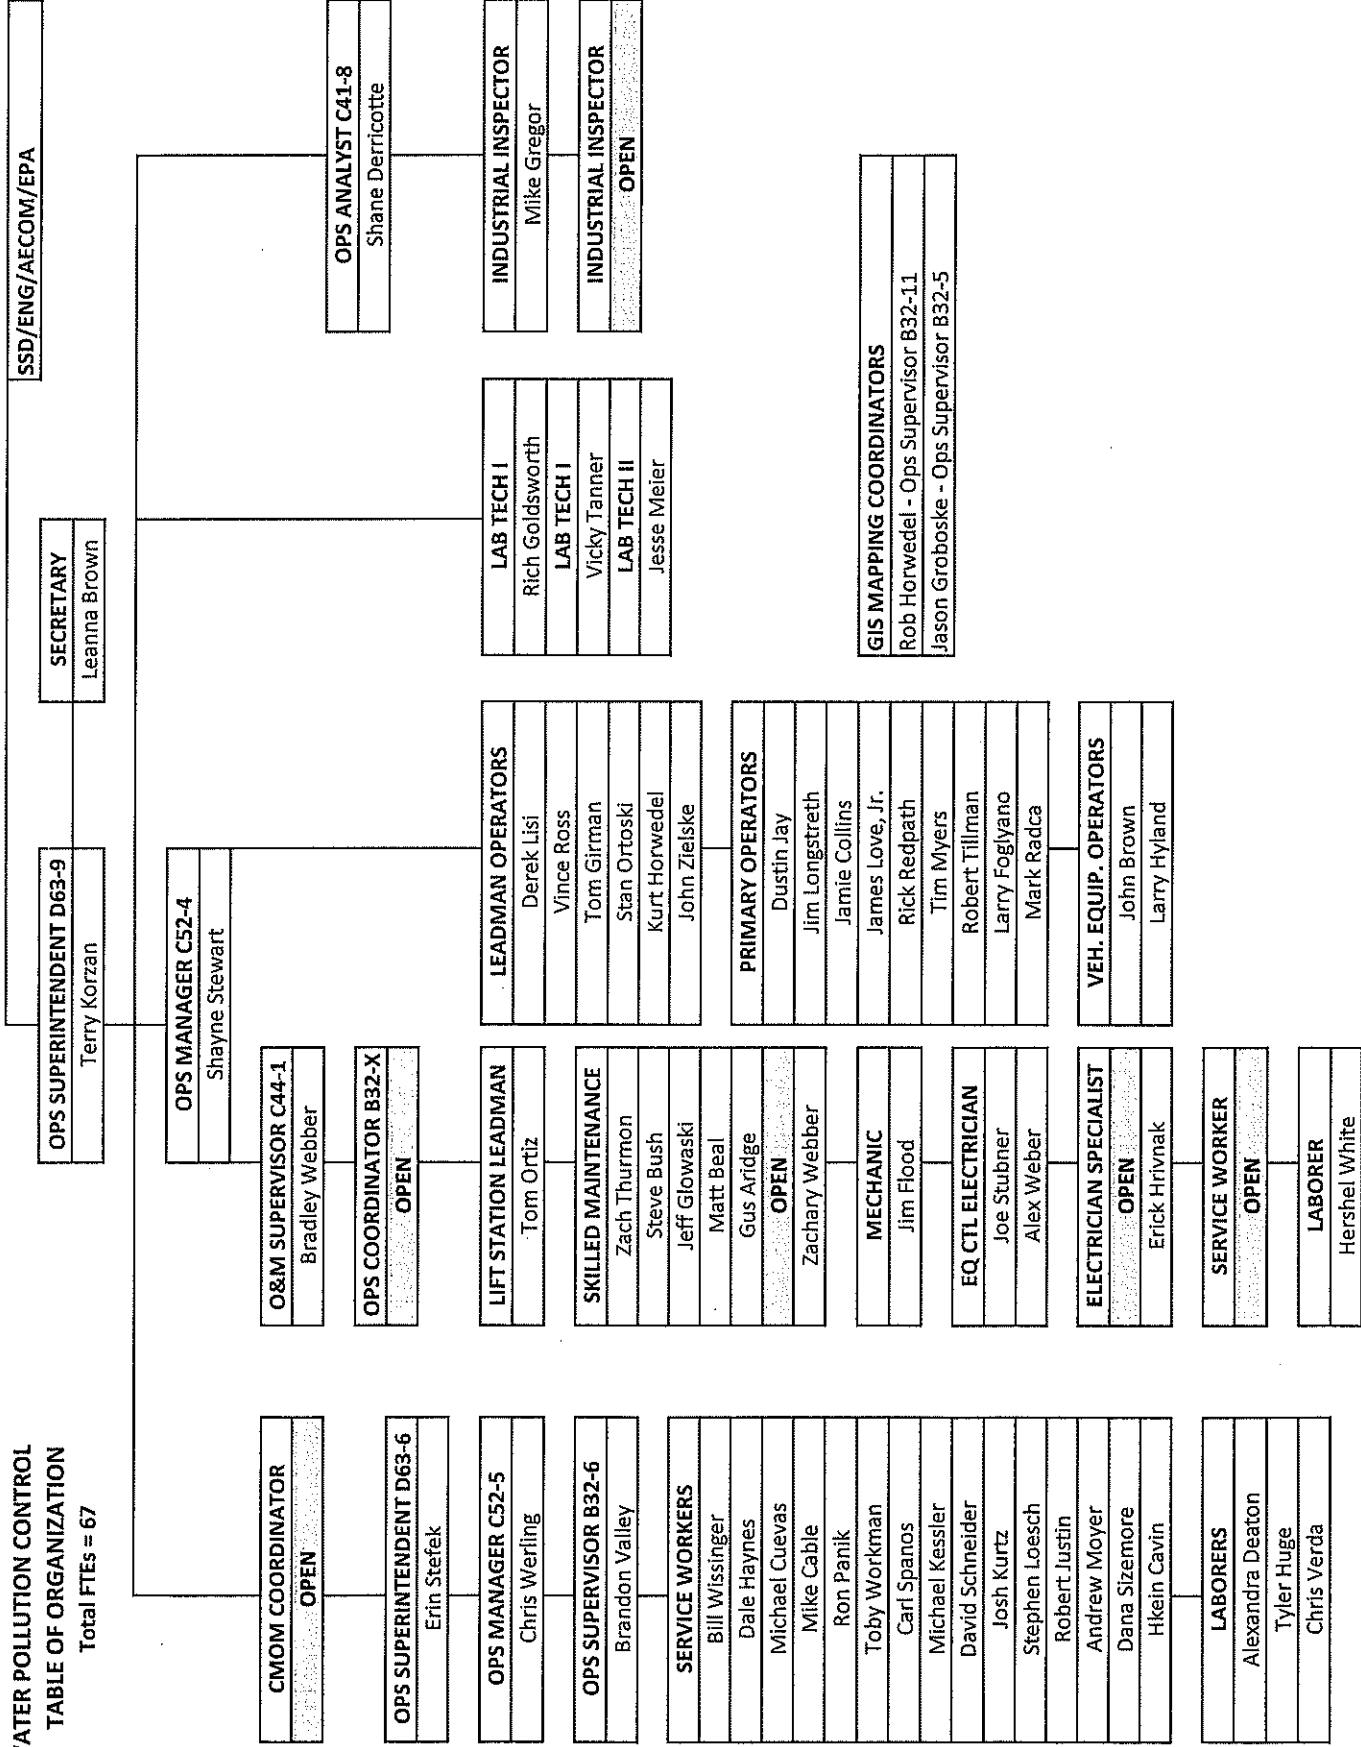 ATER POLLUTION CONTROL
TABLE OF ORGANIZATION
Total FTEs = 67
SSD/ENG/AECOM/EPA
OPS SUPERINTENDENT D63-9
Terry Korzan
SECRETARY
Leanna Brown
OPS MANAGER C52-4
Shayne Stewart
CMOM COORDINATOR
OPEN
OPS SUPERINTENDENT D63-6
Erin Stefek
OPS MANAGER C52-5
Chris Werling
OPS SUPERVISOR B32-6
Brandon Valley
SERVICE WORKERS
Bill Wissinger
Dale Haynes
Michael Cuevas
Mike Cable
Ron Panik
Toby Workman
Carl Spanos
Michael Kessler
David Schneider
Josh Kurtz
Stephen Loesch
Robert Justin
Andrew Moyer
Dana Sizemore
Hkein Cavin
LABORERS
Alexandra Deaton
Tyler Huge
Chris Verda
O&M SUPERVISOR C44-1
Bradley Webber
OPS COORDINATOR B32-X
OPEN
LIFT STATION LEADMAN
Tom Ortiz
SKILLED MAINTENANCE
Zach Thurmon
Steve Bush
Jeff Glowaski
Matt Beal
Gus Aridge
OPEN
Zachary Webber
MECHANIC
Jim Flood
EQ CTL ELECTRICIAN
Joe Stubner
Alex Weber
ELECTRICIAN SPECIALIST
OPEN
Erick Hrivnak
SERVICE WORKER
OPEN
LABORER
Hershel White
LEADMAN OPERATORS
Derek Lisi
Vince Ross
Tom Girman
Stan Ortoski
Kurt Horwedel
John Zielske
PRIMARY OPERATORS
Dustin Jay
Jim Longstreth
Jamie Collins
James Love, Jr.
Rick Redpath
Tim Myers
Robert Tillman
Larry Foglyano
Mark Radca
VEH. EQUIP. OPERATORS
John Brown
Larry Hyland
LAB TECH I
Rich Goldsworth
LAB TECH I
Vicky Tanner
LAB TECH II
Jesse Meier
OPS ANALYST C41-8
Shane Derricotte
INDUSTRIAL INSPECTOR
Mike Gregor
INDUSTRIAL INSPECTOR
OPEN
GIS MAPPING COORDINATORS
Rob Horwedel - Ops Supervisor B32-11
Jason Groboske - Ops Supervisor B32-5